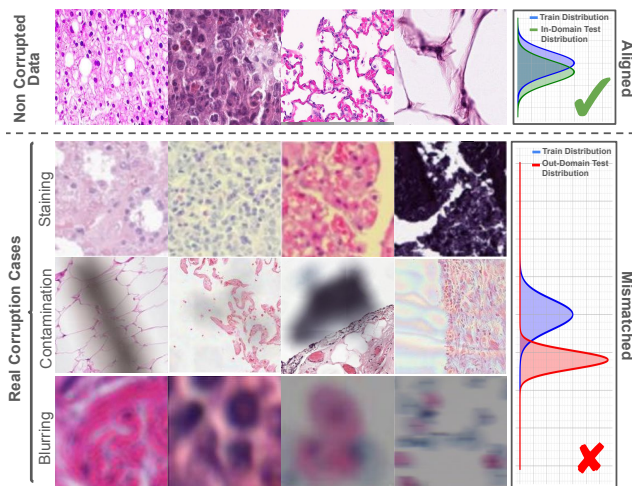 Non Corrupted
Data
Train Distribution
In-Domain Test
Distribution
Aligned
Real Corruption Cases
Staining
Contamination
Blurring
Train Distribution
Out-Domain Test
Distribution
Mismatched